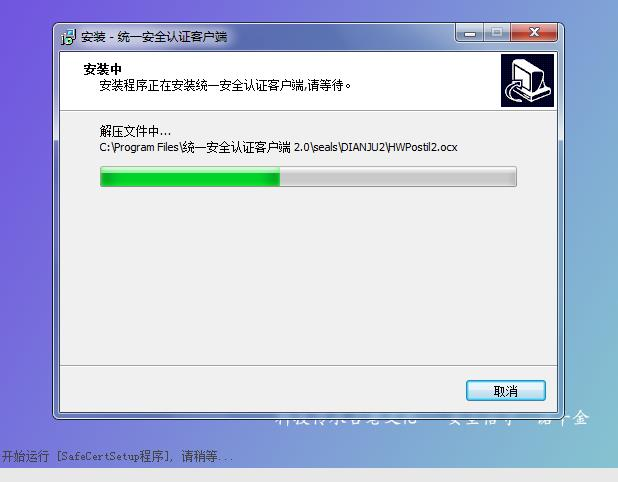 安装 - 统一安全认证客户端
安装中
安装程序正在安装统一安全认证客户端,请等待。
解压文件中...
C:\Program Files\统一安全认证客户端 2.0\seals\DIANJU2\HWPostil2.ocx
取消
开始运行 [SafeCertSetup程序], 请稍等...